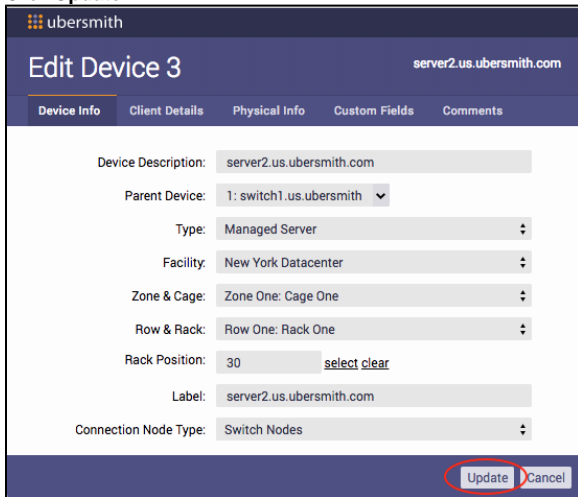 ubersmith
Edit Device 3
server2.us.ubersmith.com
Device Info Client Details Physical Info Custom Fields Comments
Device Description: server2.us.ubersmith.com
Parent Device: 1: switch1.us.ubersmith
Type: Managed Server
Facility: New York Datacenter
Zone & Cage: Zone One: Cage One
Row & Rack: Row One: Rack One
Rack Position: 30 select clear
Label: server2.us.ubersmith.com
Connection Node Type: Switch Nodes
Update Cancel